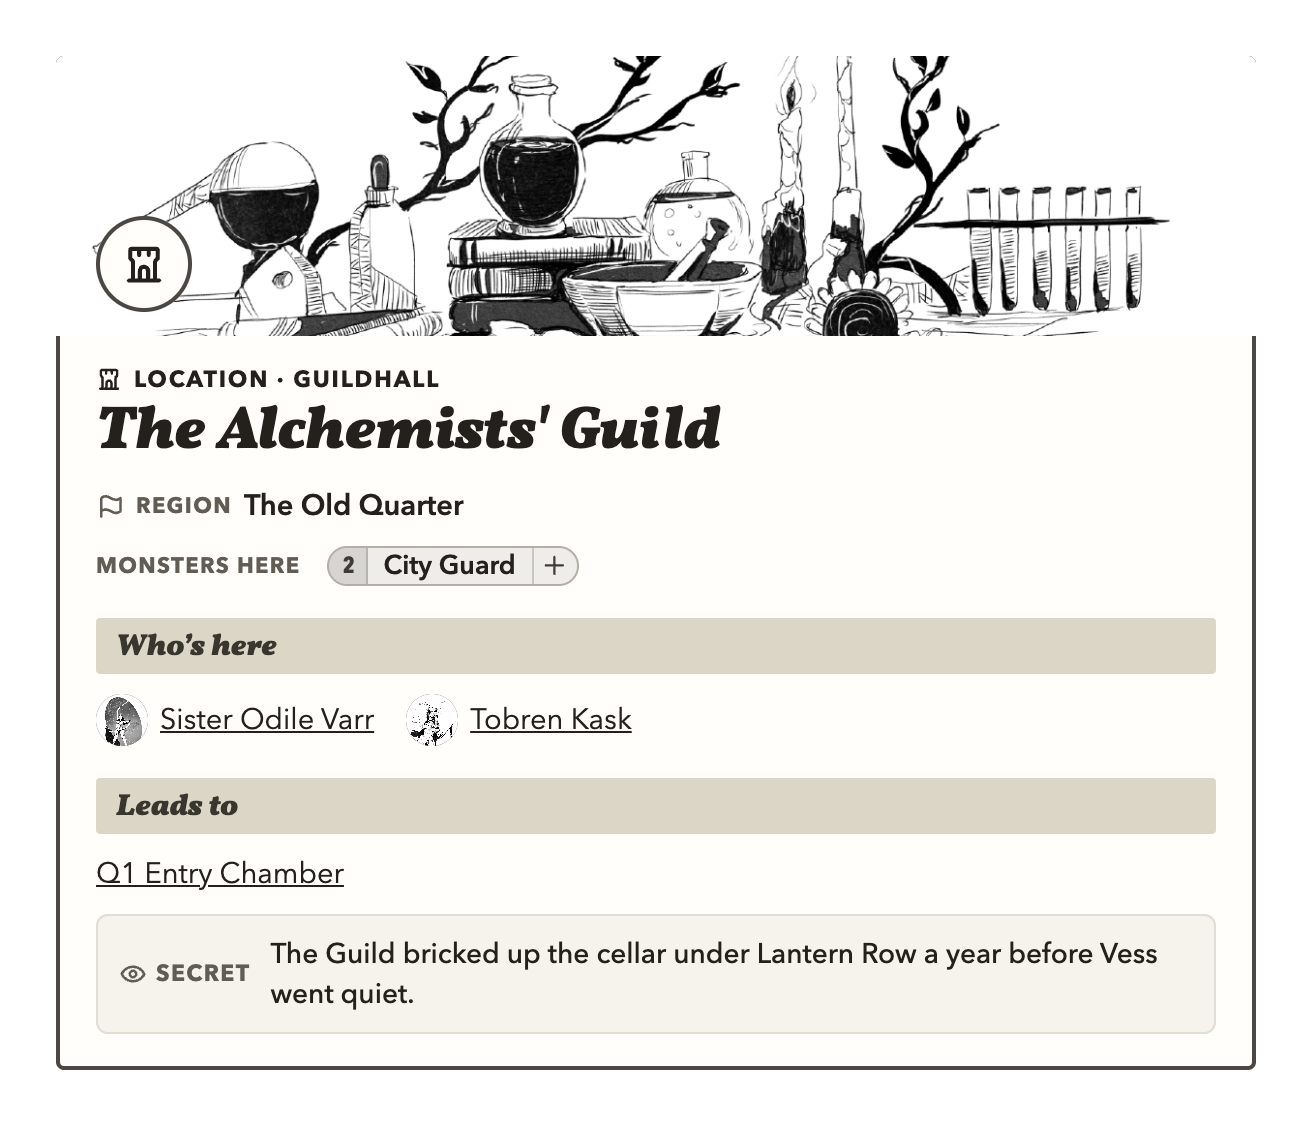 LOCATION · GUILDHALL
The Alchemists' Guild
REGION The Old Quarter
MONSTERS HERE 2 City Guard +
Who’s here
Sister Odile Varr Tobren Kask
Leads to
Q1 Entry Chamber
SECRET The Guild bricked up the cellar under Lantern Row a year before Vess
went quiet.